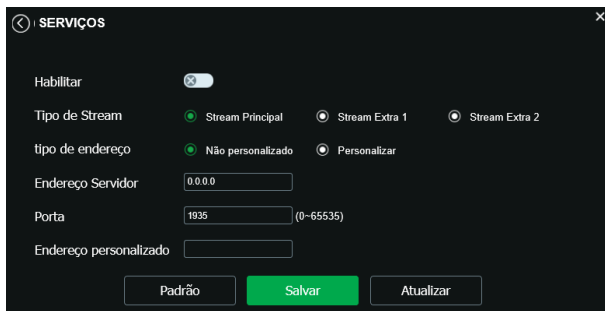 SERVIÇOS
Habilitar
Tipo de Stream Stream Principal Stream Extra 1 Stream Extra 2
tipo de endereço Não personalizado Personalizar
Endereço Servidor 0.0.0.0
Porta 1935 (0~65535)
Endereço personalizado
Padrão Salvar Atualizar